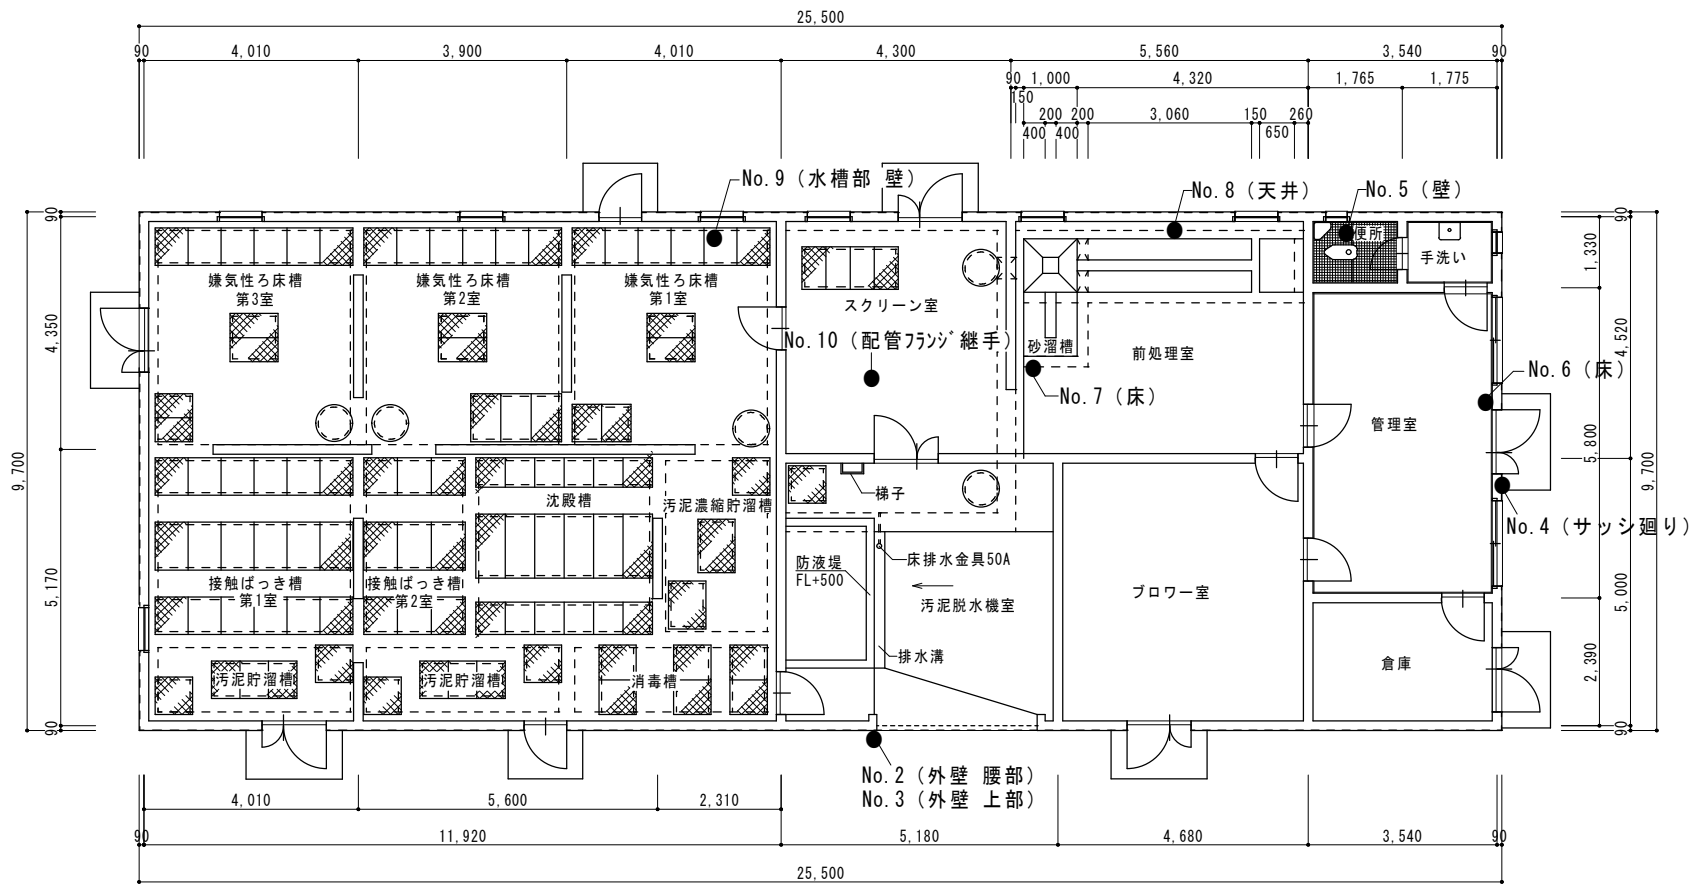 25,500
90 4,010 3,900 4,010 4,300 5,560 3,540 90
90 1,000 4,320 1,765 1,775
150
200 200 3,060 150 260
400 400 650
No.9（水槽部 壁）
No.8（天井）
No.5（壁）
90
90
便所
1,330
手洗い
嫌気性ろ床槽
第3室
嫌気性ろ床槽
第2室
嫌気性ろ床槽
第1室
スクリーン室
4,350
4,520
No.10（配管フランジ継手）
砂溜槽
前処理室
No.7（床）
No.6（床）
管理室
9,700
5,800
9,700
沈殿槽
汚泥濃縮貯溜槽
梯子
No.4（サッシ廻り）
防液堤
FL+500
床排水金具50A
汚泥脱水機室
ブロワー室
5,170
接触ばっき槽
第1室
接触ばっき槽
第2室
5,000
排水溝
倉庫
2,390
汚泥貯溜槽
汚泥貯溜槽
消毒槽
90
90
No.2（外壁 腰部）
No.3（外壁 上部）
4,010 5,600 2,310
90 11,920 5,180 4,680 3,540 90
25,500